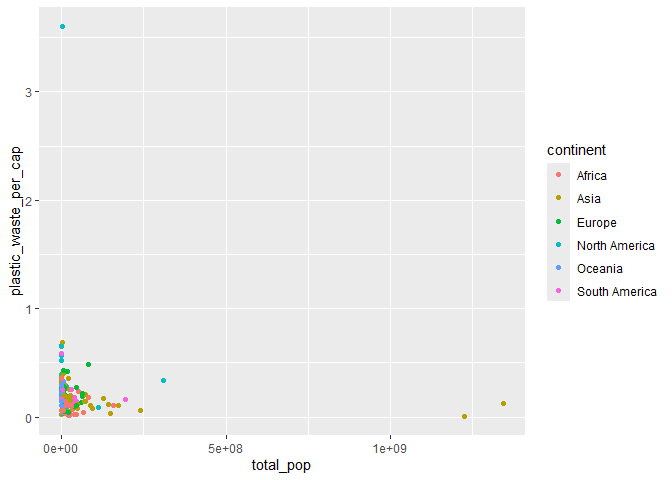 3
2
1
0
plastic_waste_per_cap
0e+00
5e+08
1e+09
total_pop
continent
Africa
Asia
Europe
North America
Oceania
South America